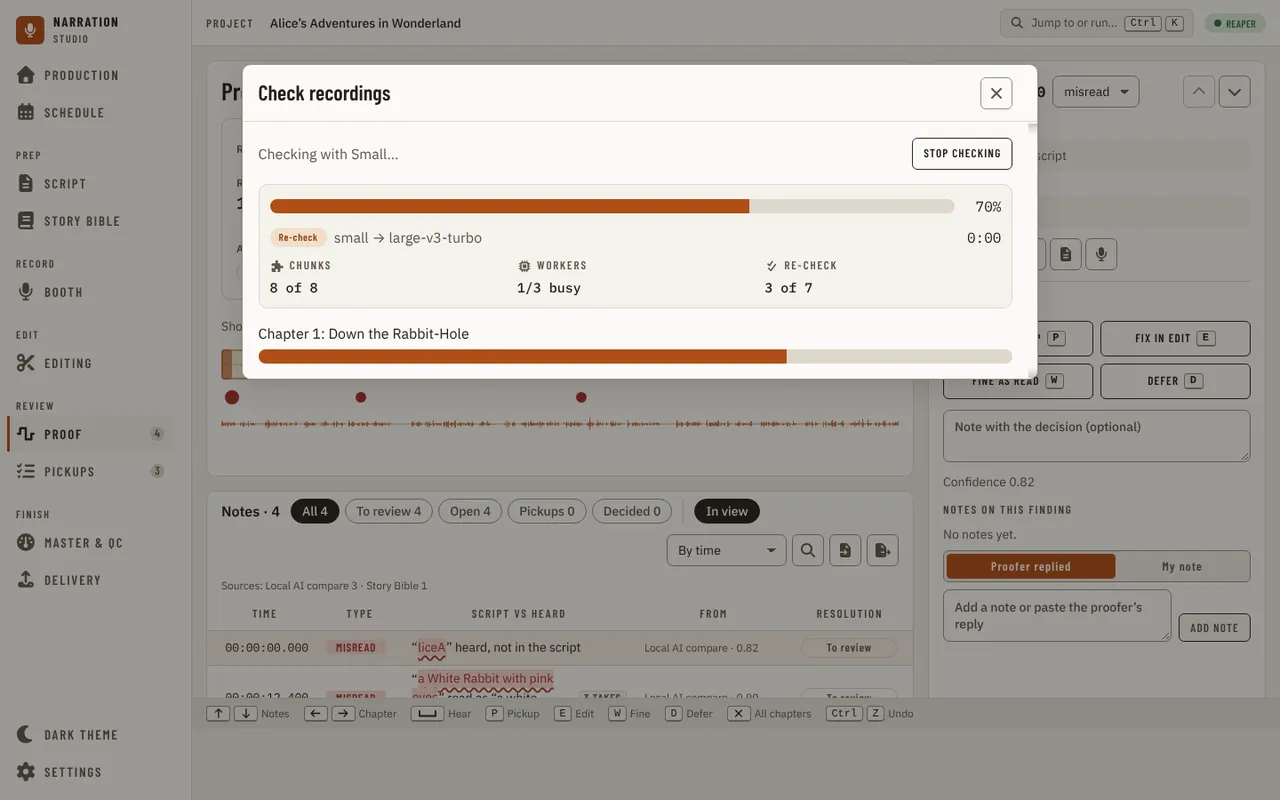 NARRATION
STUDIO
PRODUCTION
SCHEDULE
PREP
SCRIPT
STORY BIBLE
RECORD
BOOTH
EDIT
EDITING
REVIEW
PROOF 4
PICKUPS 3
FINISH
MASTER & QC
DELIVERY
DARK THEME
SETTINGS
PROJECT Alice's Adventures in Wonderland
Jump to or run... Ctrl K
REAPER
Check recordings
misread
Checking with Small...
STOP CHECKING
70%
Re-check small → large-v3-turbo 0:00
CHUNKS WORKERS RE-CHECK
8 of 8 1/3 busy 3 of 7
Chapter 1: Down the Rabbit-Hole
P FIX IN EDIT E
FINE AS READ W DEFER D
Note with the decision (optional)
Confidence 0.82
NOTES ON THIS FINDING
No notes yet.
Proofer replied My note
Add a note or paste the proofer's
reply
ADD NOTE
Notes · 4 All 4 To review 4 Open 4 Pickups 0 Decided 0 In view
By time
Sources: Local AI compare 3 · Story Bible 1
TIME TYPE SCRIPT VS HEARD FROM RESOLUTION
00:00:00.000 MISREAD “liceA” heard, not in the script Local AI compare · 0.82 To review
“a White Rabbit with pink
↑ ↓ Notes ← → Chapter Hear P Pickup E Edit W Fine D Defer X All chapters Ctrl Z Undo